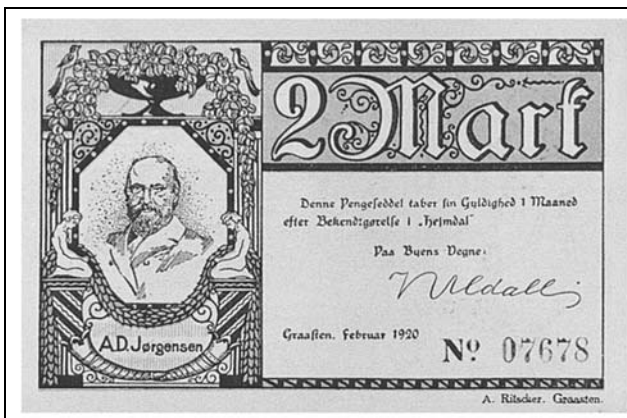 2 Mark
Denne Pengeseddel taber sin Gyldighed 1 Maaned
efter Bekendtgørelse i „Hejmdal“
Paa Byens Vegne:
Graasten, Februar 1920
Nº 07678
A.D. Jørgensen
A. Ritscher. Graasten.